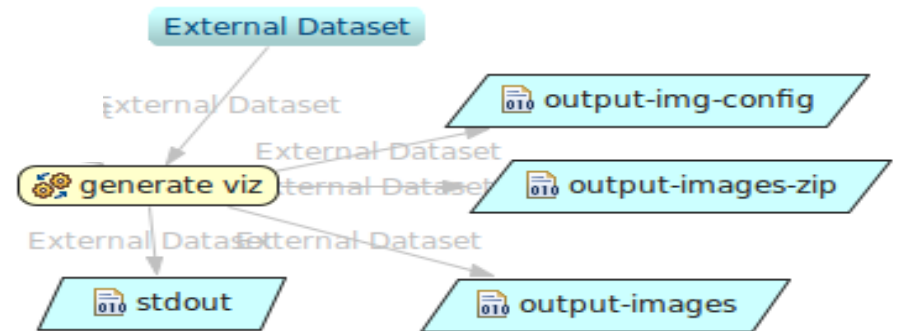 External Dataset
External Dataset
output-img-config
External Dataset
generate viz
External Dataset
output-images-zip
External Dataset
External Dataset
stdout
output-images